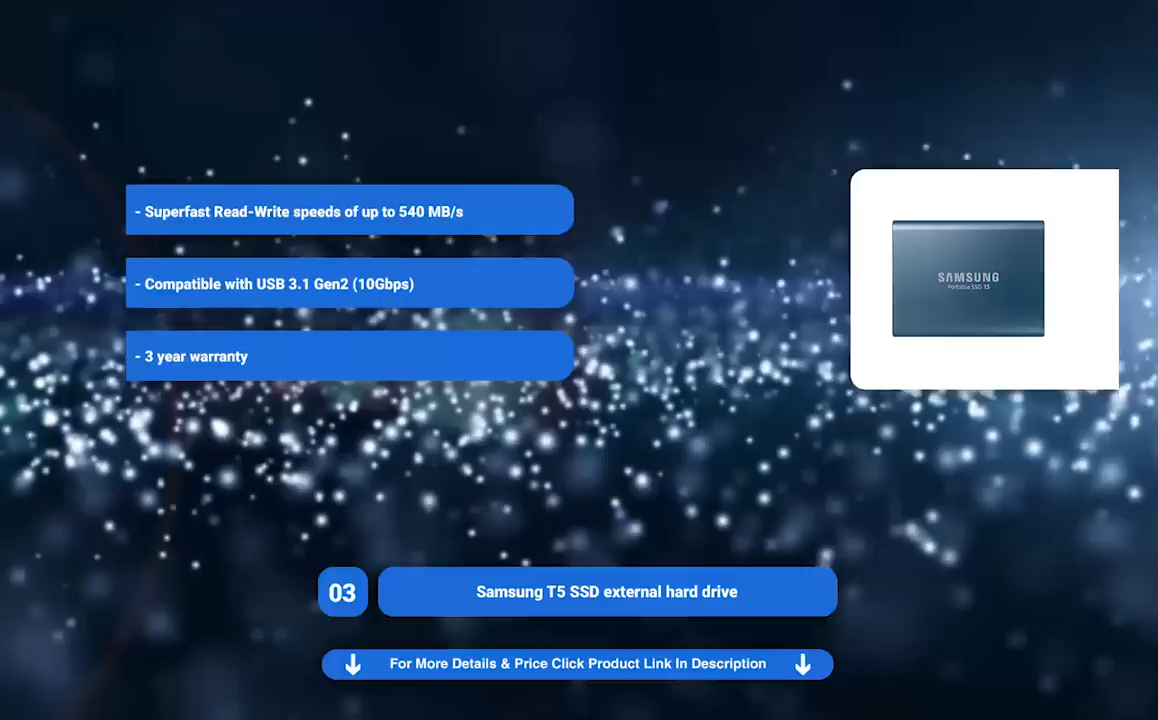 - Superfast Read-Write speeds of up to 540 MB/s
- Compatible with USB 3.1 Gen2 (10Gbps)
- 3 year warranty
SAMSUNG
Portable SSD T5
03
Samsung T5 SSD external hard drive
For More Details & Price Click Product Link In Description